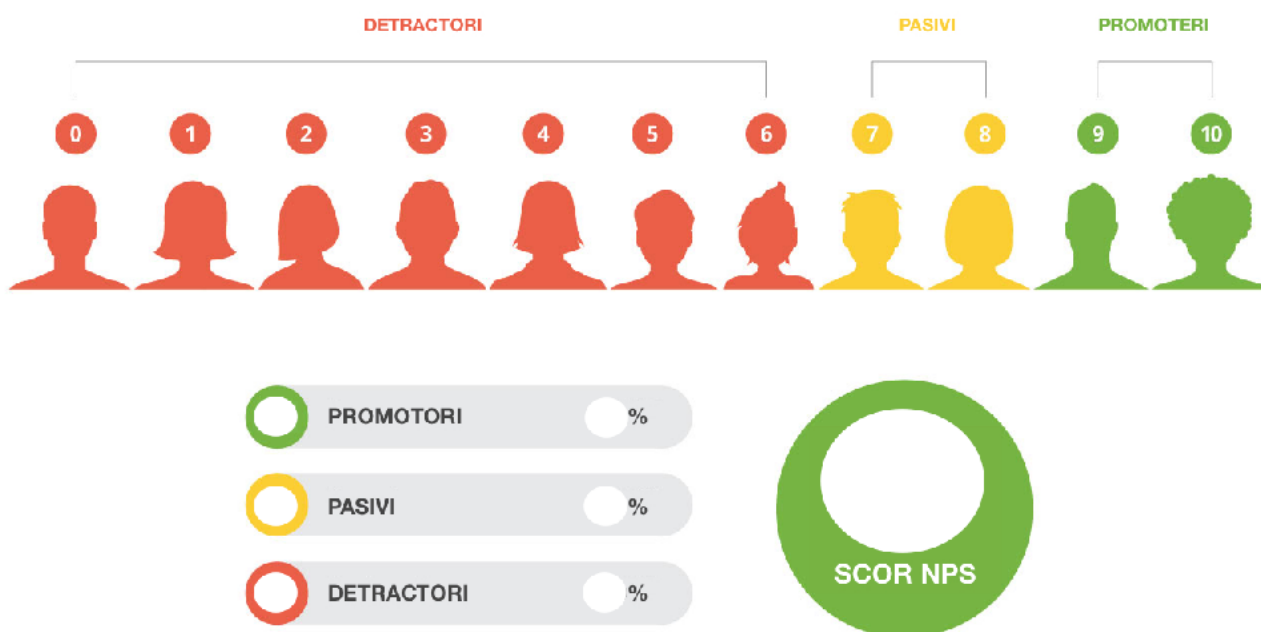 DETRACTORI PASIVI PROMOTERI
0 1 2 3 4 5 6 7 8 9 10
PROMOTORI %
PASIVI %
DETRACTORI %
SCOR NPS